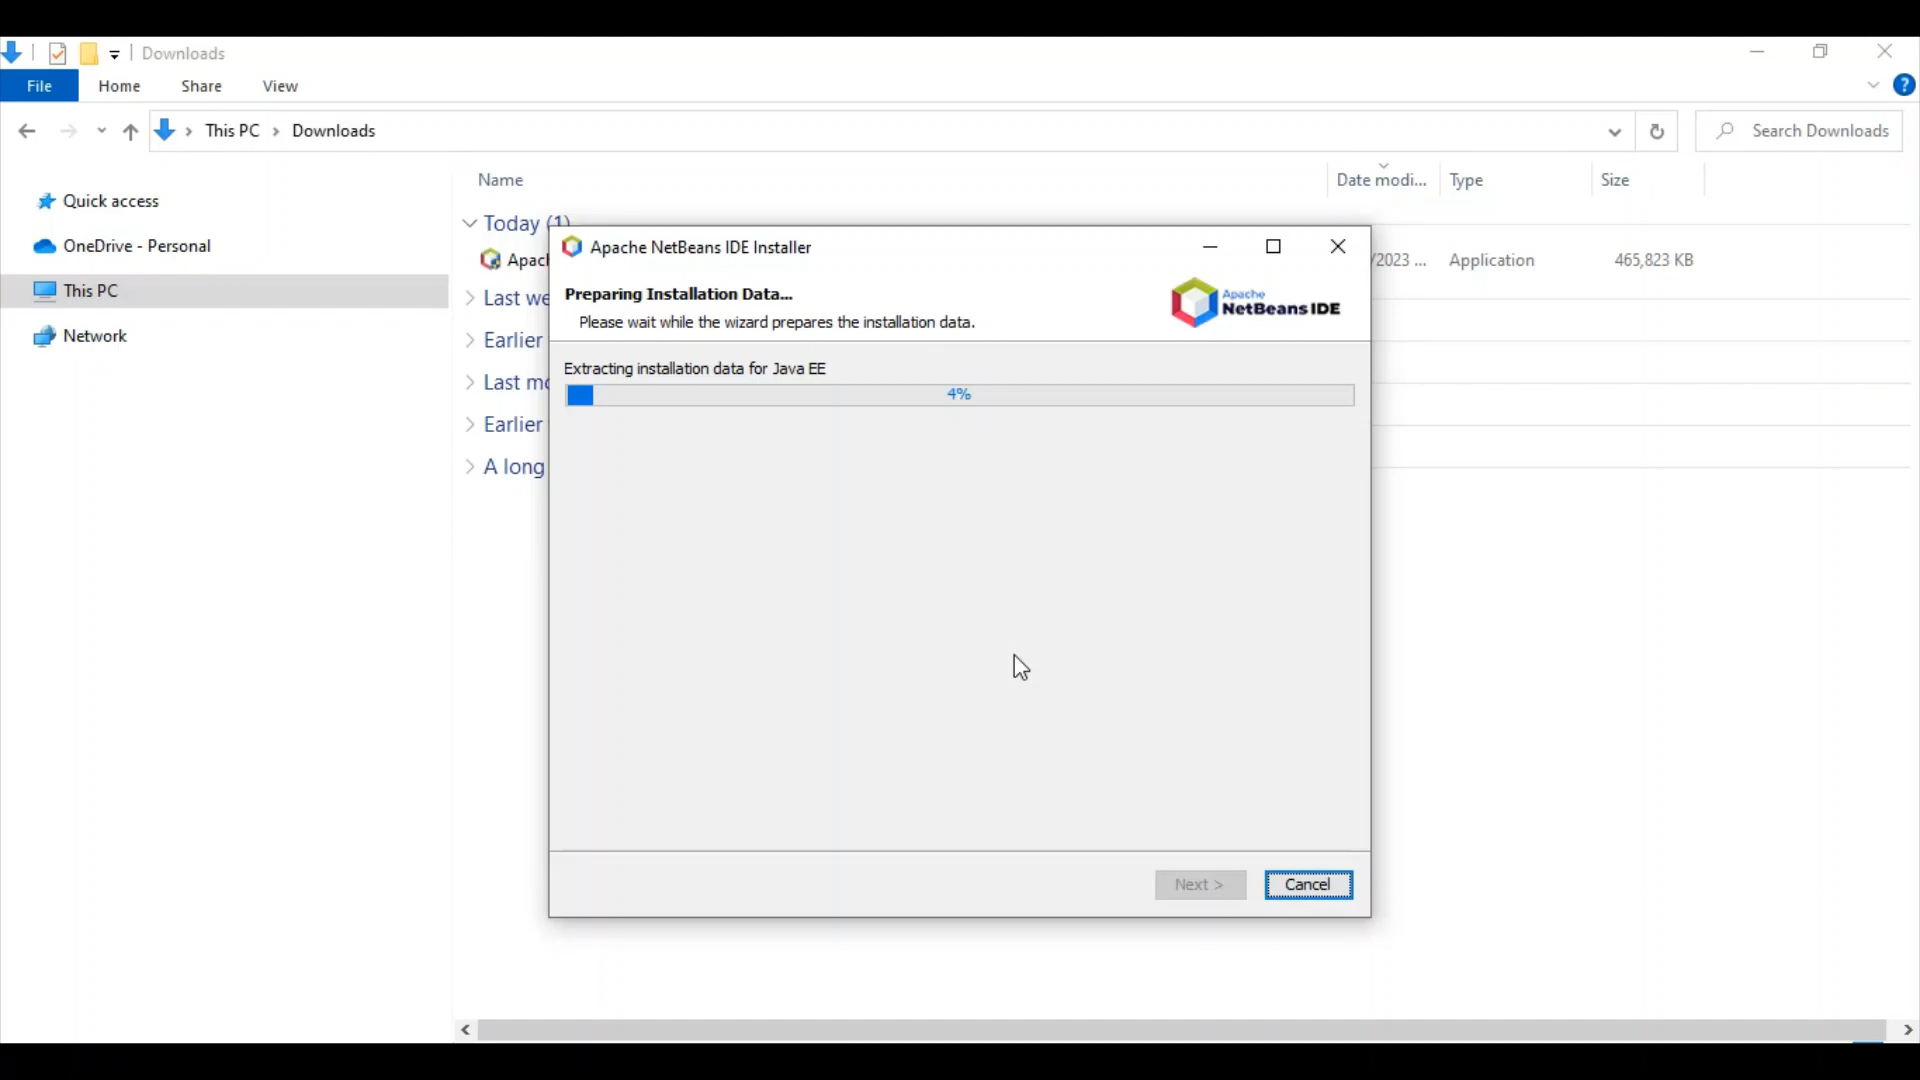 Downloads
File Home Share View
This PC Downloads
Search Downloads
Name Date modi... Type Size
Quick access
OneDrive - Personal
This PC
Network
Today (1)
/2023 ... Application 465,823 KB
Earlier
Earlier
A long
Apache NetBeans IDE Installer
Preparing Installation Data...
Please wait while the wizard prepares the installation data.
Apache
NetBeans IDE
Extracting installation data for Java EE
4%
Next >
Cancel